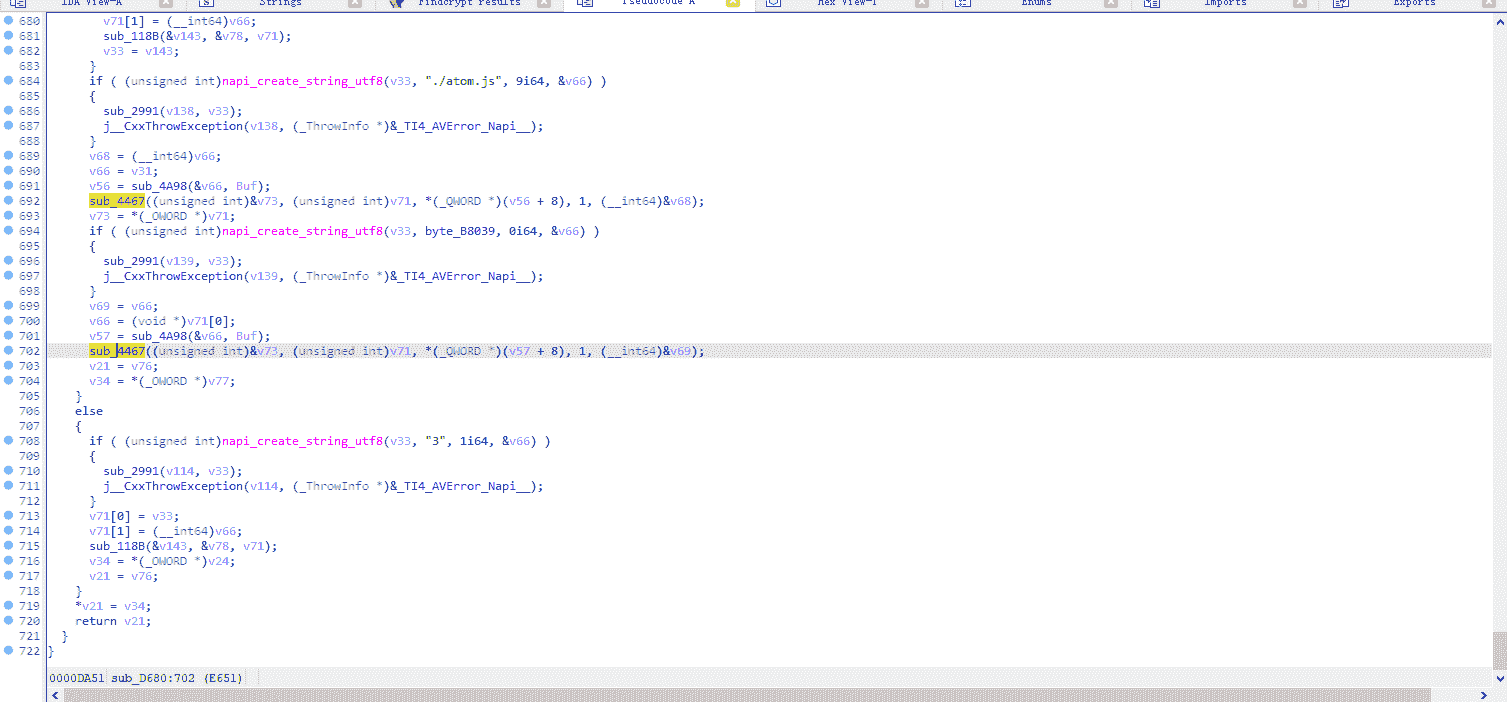 IDA View-A Strings Findcrypt results Pseudocode-A Hex View-1 Enums Imports Exports
680 v71[1] = (__int64)v66;
681 sub_118B(&v143, &v78, v71);
682 v33 = v143;
683 }
684 if ( (unsigned int)napi_create_string_utf8(v33, "./atom.js", 9i64, &v66) )
685 {
686 sub_2991(v138, v33);
687 j__CxxThrowException(v138, (_ThrowInfo *)&_TI4_AVError_Napi__);
688 }
689 v68 = (__int64)v66;
690 v66 = v31;
691 v56 = sub_4A98(&v66, Buf);
692 sub_4467((unsigned int)&v73, (unsigned int)v71, *(_QWORD *)(v56 + 8), 1, (__int64)&v68);
693 v73 = *(_OWORD *)v71;
694 if ( (unsigned int)napi_create_string_utf8(v33, byte_B8039, 0i64, &v66) )
695 {
696 sub_2991(v139, v33);
697 j__CxxThrowException(v139, (_ThrowInfo *)&_TI4_AVError_Napi__);
698 }
699 v69 = v66;
700 v66 = (void *)v71[0];
701 v57 = sub_4A98(&v66, Buf);
702 sub_4467((unsigned int)&v73, (unsigned int)v71, *(_QWORD *)(v57 + 8), 1, (__int64)&v69);
703 v21 = v76;
704 v34 = *(_OWORD *)v77;
705 }
706 else
707 {
708 if ( (unsigned int)napi_create_string_utf8(v33, "3", 1i64, &v66) )
709 {
710 sub_2991(v114, v33);
711 j__CxxThrowException(v114, (_ThrowInfo *)&_TI4_AVError_Napi__);
712 }
713 v71[0] = v33;
714 v71[1] = (__int64)v66;
715 sub_118B(&v143, &v78, v71);
716 v34 = *(_OWORD *)v24;
717 v21 = v76;
718 }
719 *v21 = v34;
720 return v21;
721 }
722 }
0000DA51 sub_D680:702 (E651)